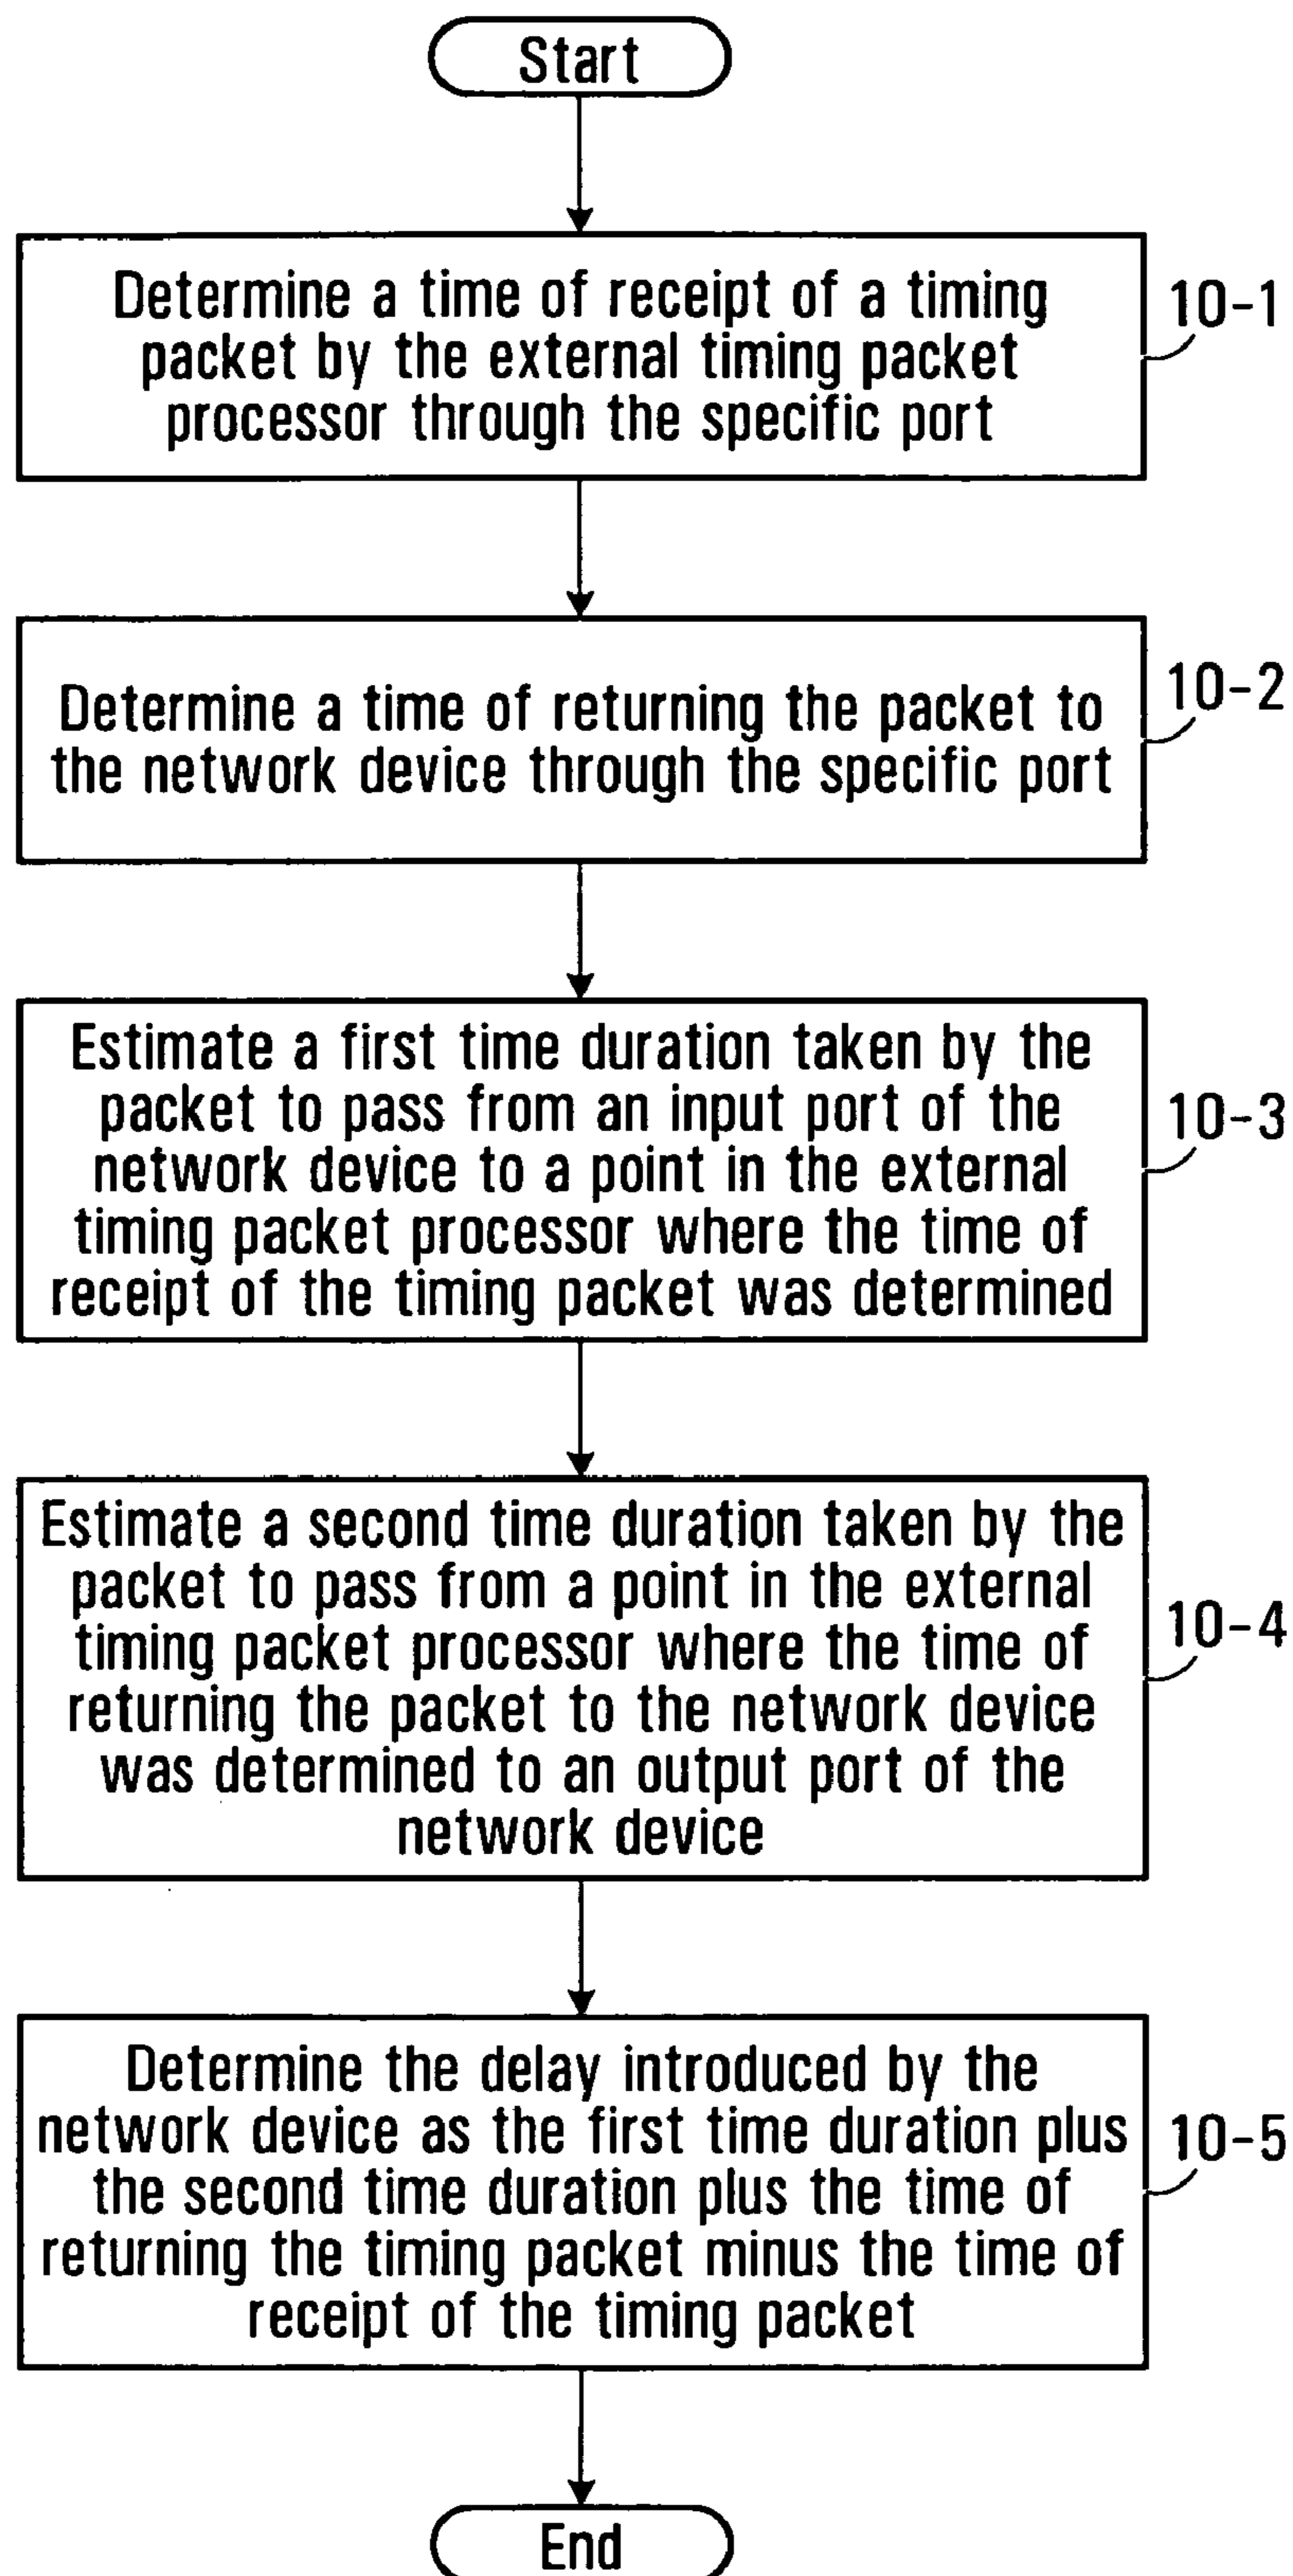 Start
Determine a time of receipt of a timing
packet by the external timing packet
processor through the specific port
10-1
Determine a time of returning the packet to
the network device through the specific port
10-2
Estimate a first time duration taken by the
packet to pass from an input port of the
network device to a point in the external
timing packet processor where the time of
receipt of the timing packet was determined
10-3
Estimate a second time duration taken by the
packet to pass from a point in the external
timing packet processor where the time of
returning the packet to the network device
was determined to an output port of the
network device
10-4
Determine the delay introduced by the
network device as the first time duration plus
the second time duration plus the time of
returning the timing packet minus the time of
receipt of the timing packet
10-5
End